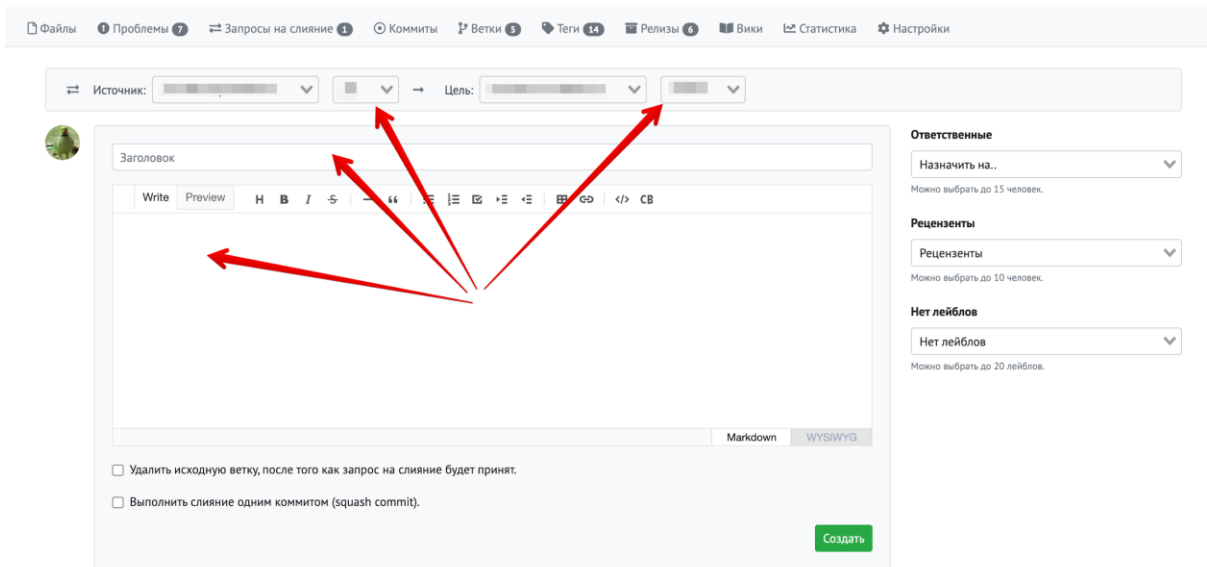 Файлы Проблемы 7 Запросы на слияние 1 Коммиты Ветки 5 Теги 14 Релизы 6 Вики Статистика Настройки
Источник: → Цель:
Ответственные
Заголовок
Назначить на..
Можно выбрать до 15 человек.
Write Preview H B I S — “ </> CB
Рецензенты
Рецензенты
Можно выбрать до 10 человек.
Нет лейблов
Нет лейблов
Можно выбрать до 20 лейблов.
Markdown WYSIWYG
Удалить исходную ветку, после того как запрос на слияние будет принят.
Выполнить слияние одним коммитом (squash commit).
Создать